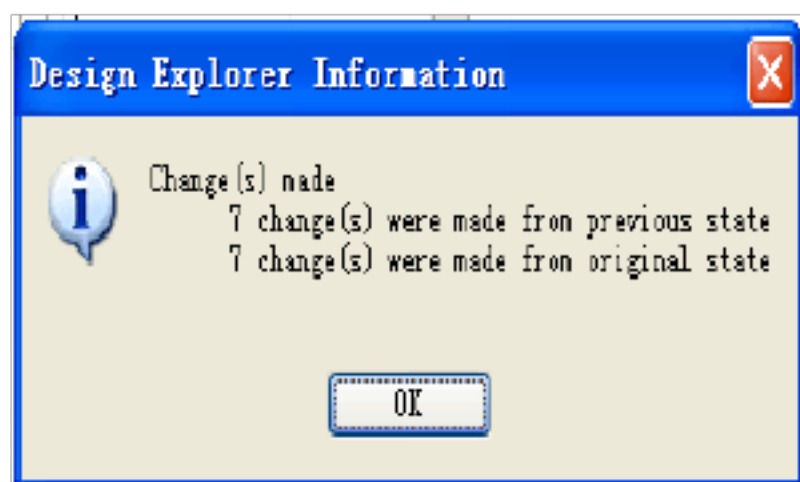 Design Explorer Information
Change(s) made
7 change(s) were made from previous state
7 change(s) were made from original state
OK